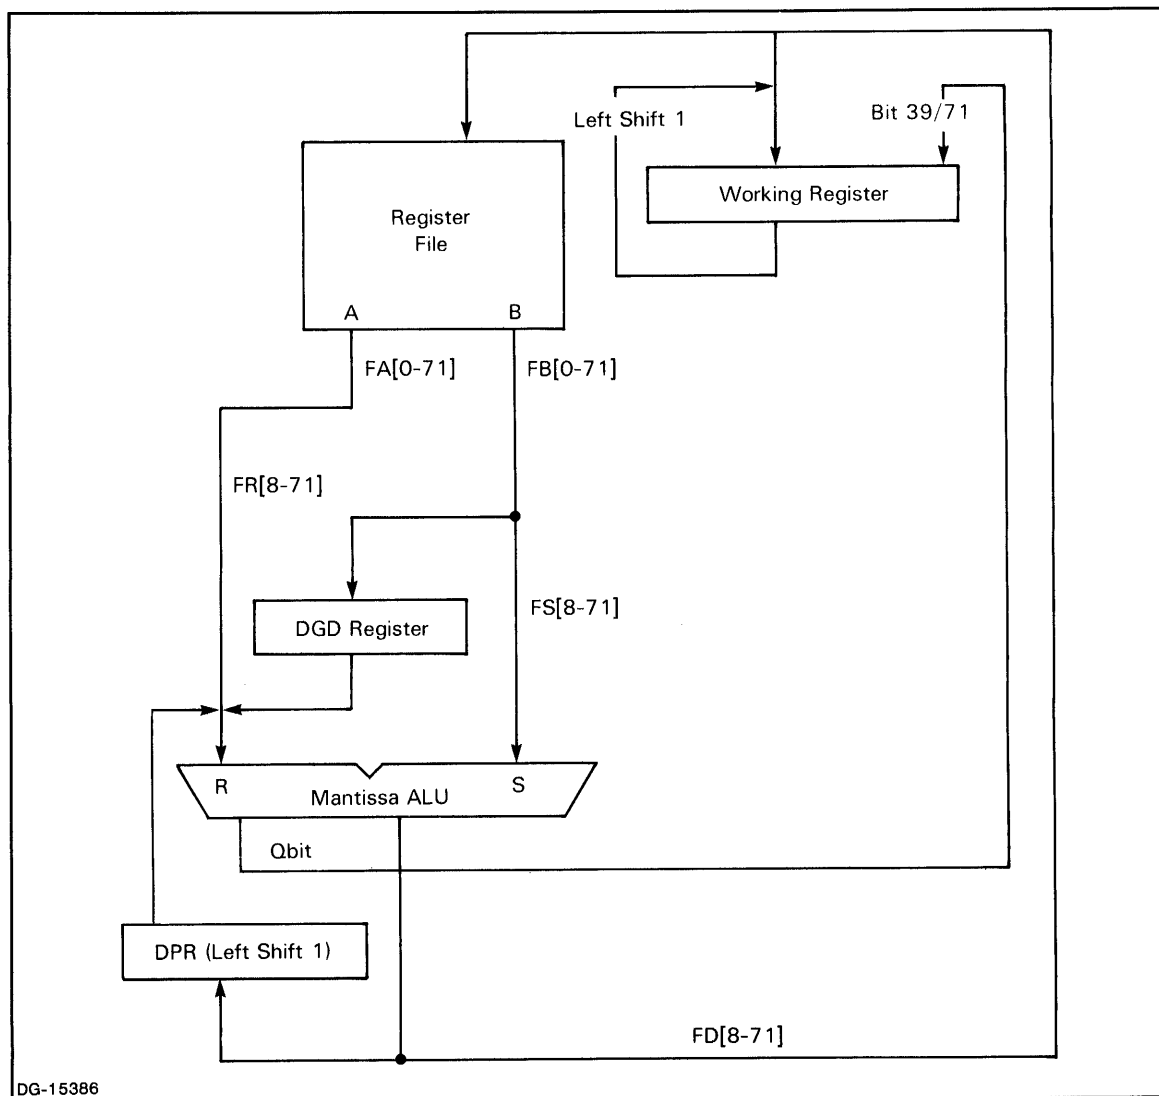 Left Shift 1
Bit 39/71
Working Register
Register
File
A
B
FA[0-71]
FB[0-71]
FR[8-71]
FS[8-71]
DGD Register
R
S
Mantissa ALU
Qbit
DPR (Left Shift 1)
FD[8-71]
DG-15386